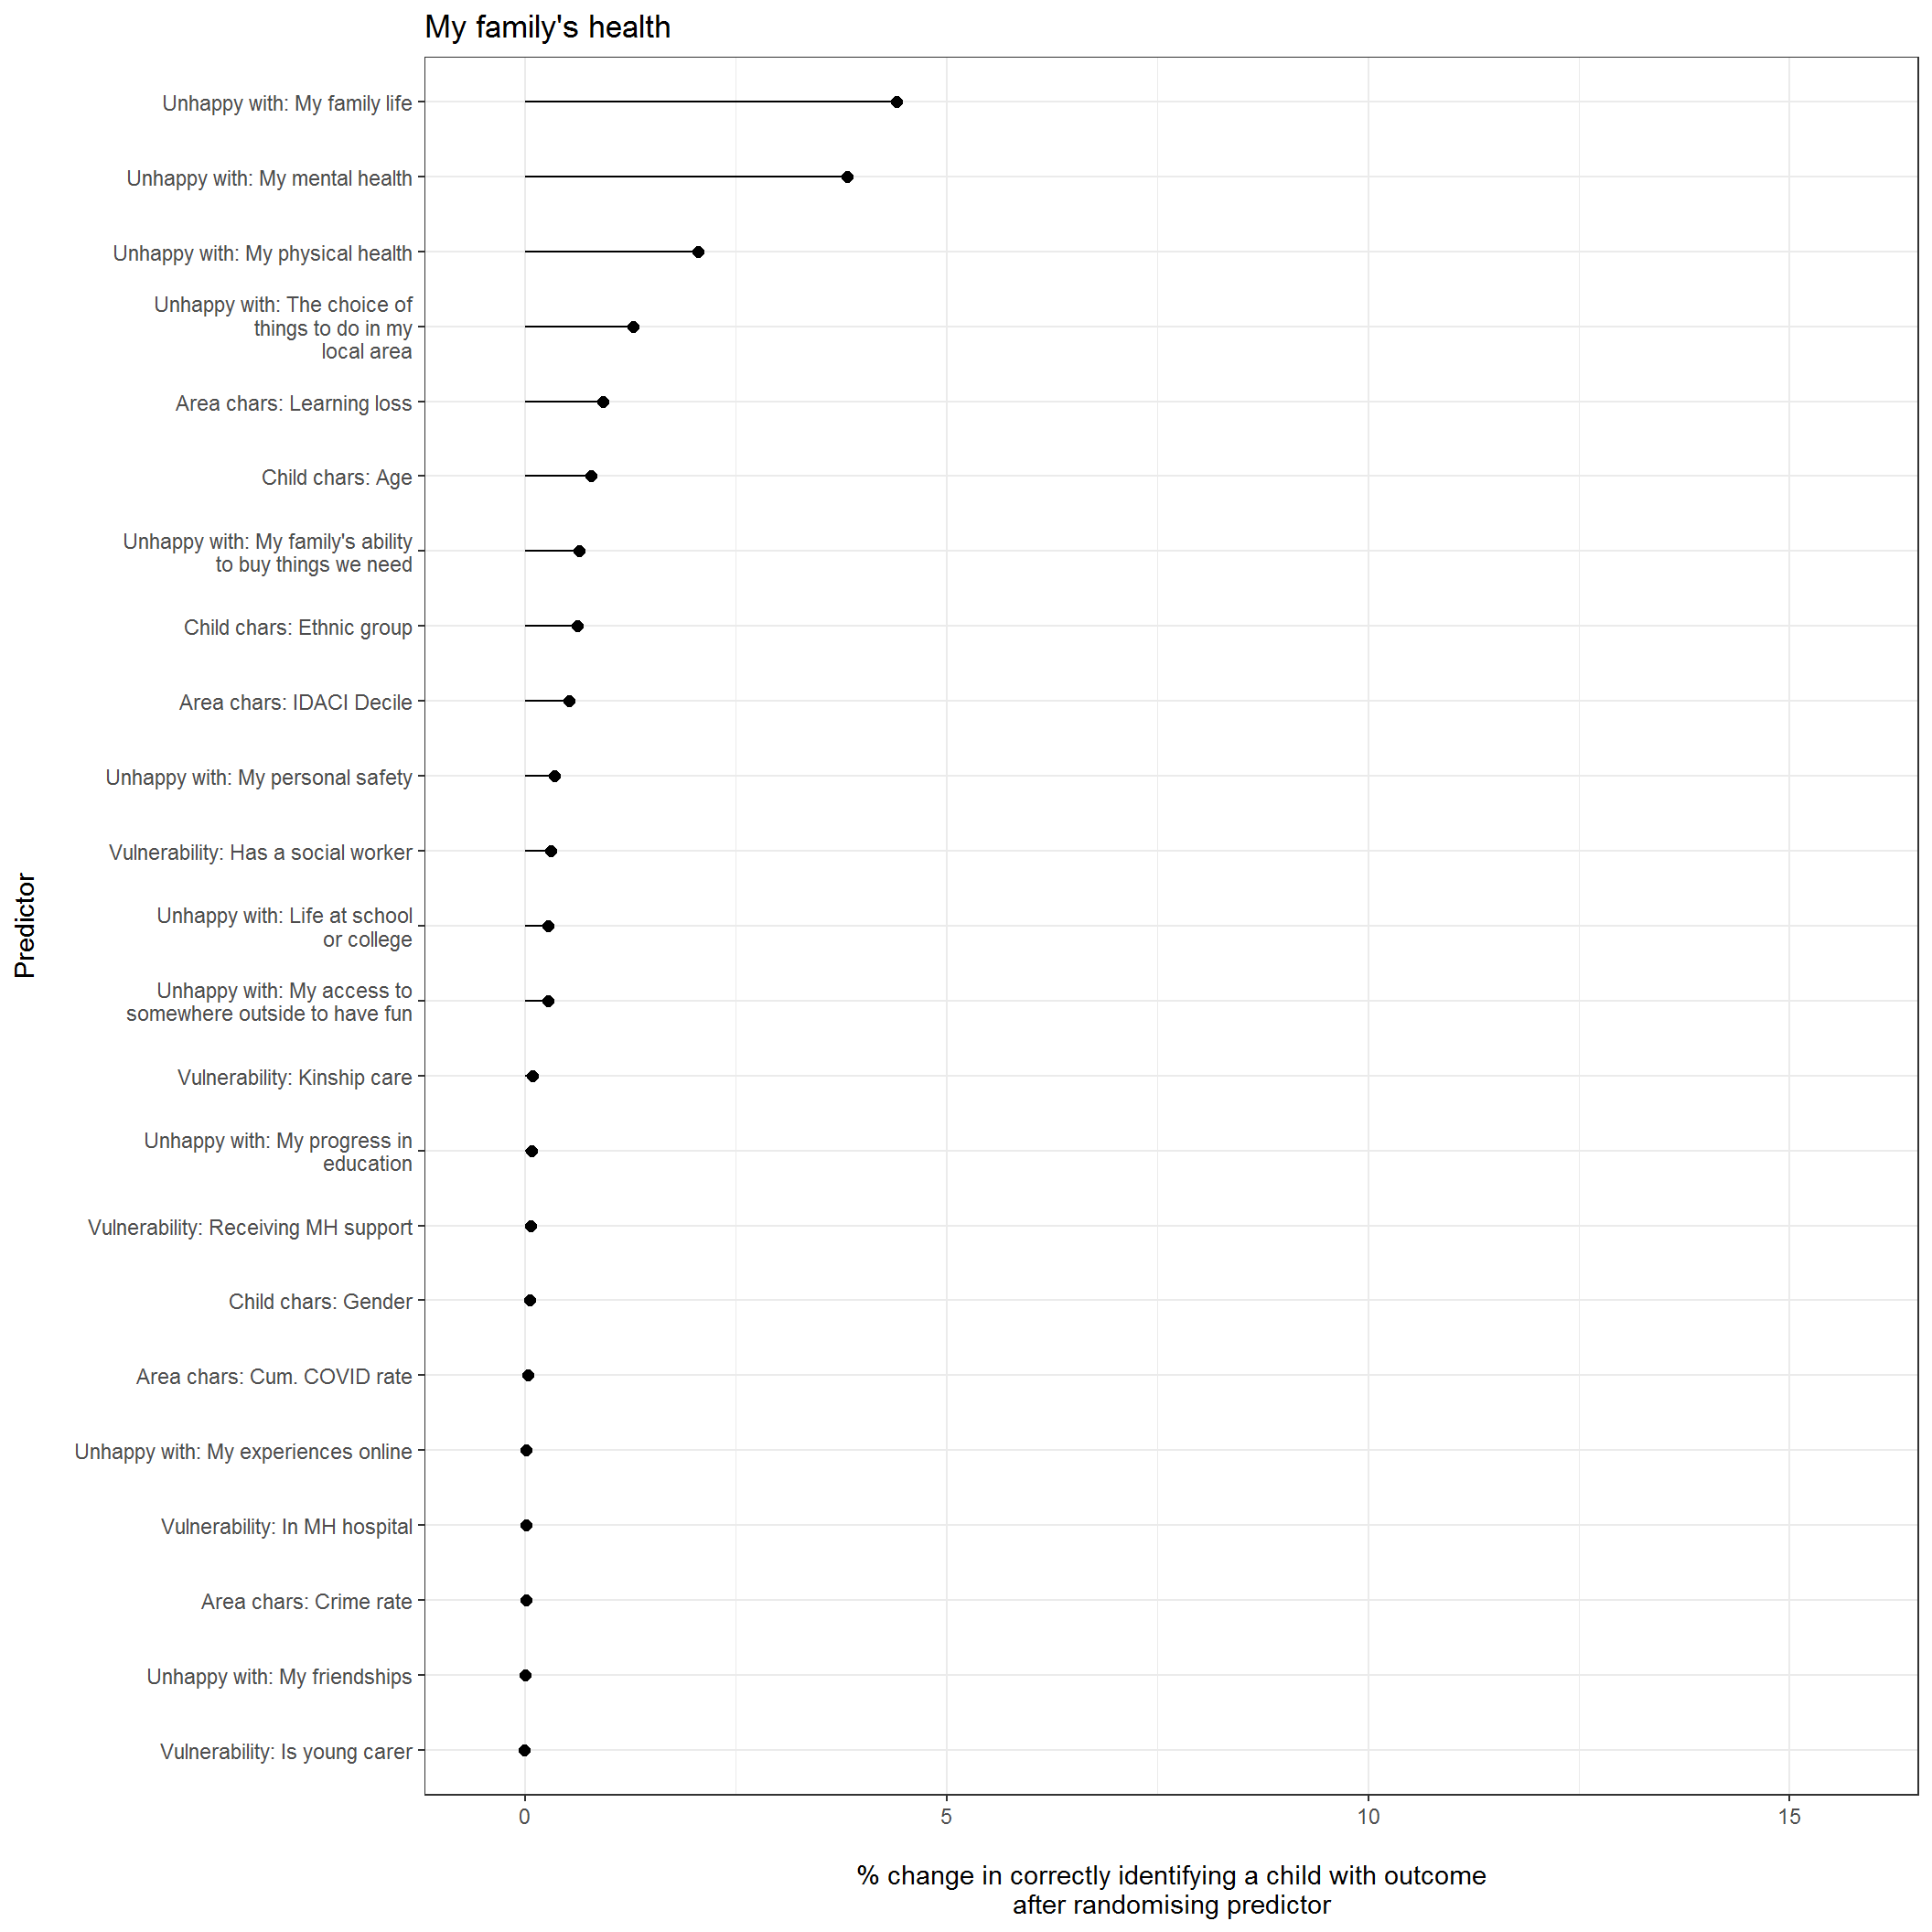 My family's health
Unhappy with: My family life
Unhappy with: My mental health
Unhappy with: My physical health
Unhappy with: The choice of
things to do in my
local area
Area chars: Learning loss
Child chars: Age
Unhappy with: My family's ability
to buy things we need
Child chars: Ethnic group
Area chars: IDACI Decile
Unhappy with: My personal safety
Vulnerability: Has a social worker
Unhappy with: Life at school
or college
Unhappy with: My access to
somewhere outside to have fun
Vulnerability: Kinship care
Unhappy with: My progress in
education
Vulnerability: Receiving MH support
Child chars: Gender
Area chars: Cum. COVID rate
Unhappy with: My experiences online
Vulnerability: In MH hospital
Area chars: Crime rate
Unhappy with: My friendships
Vulnerability: Is young carer
Predictor
0 5 10 15
% change in correctly identifying a child with outcome
after randomising predictor